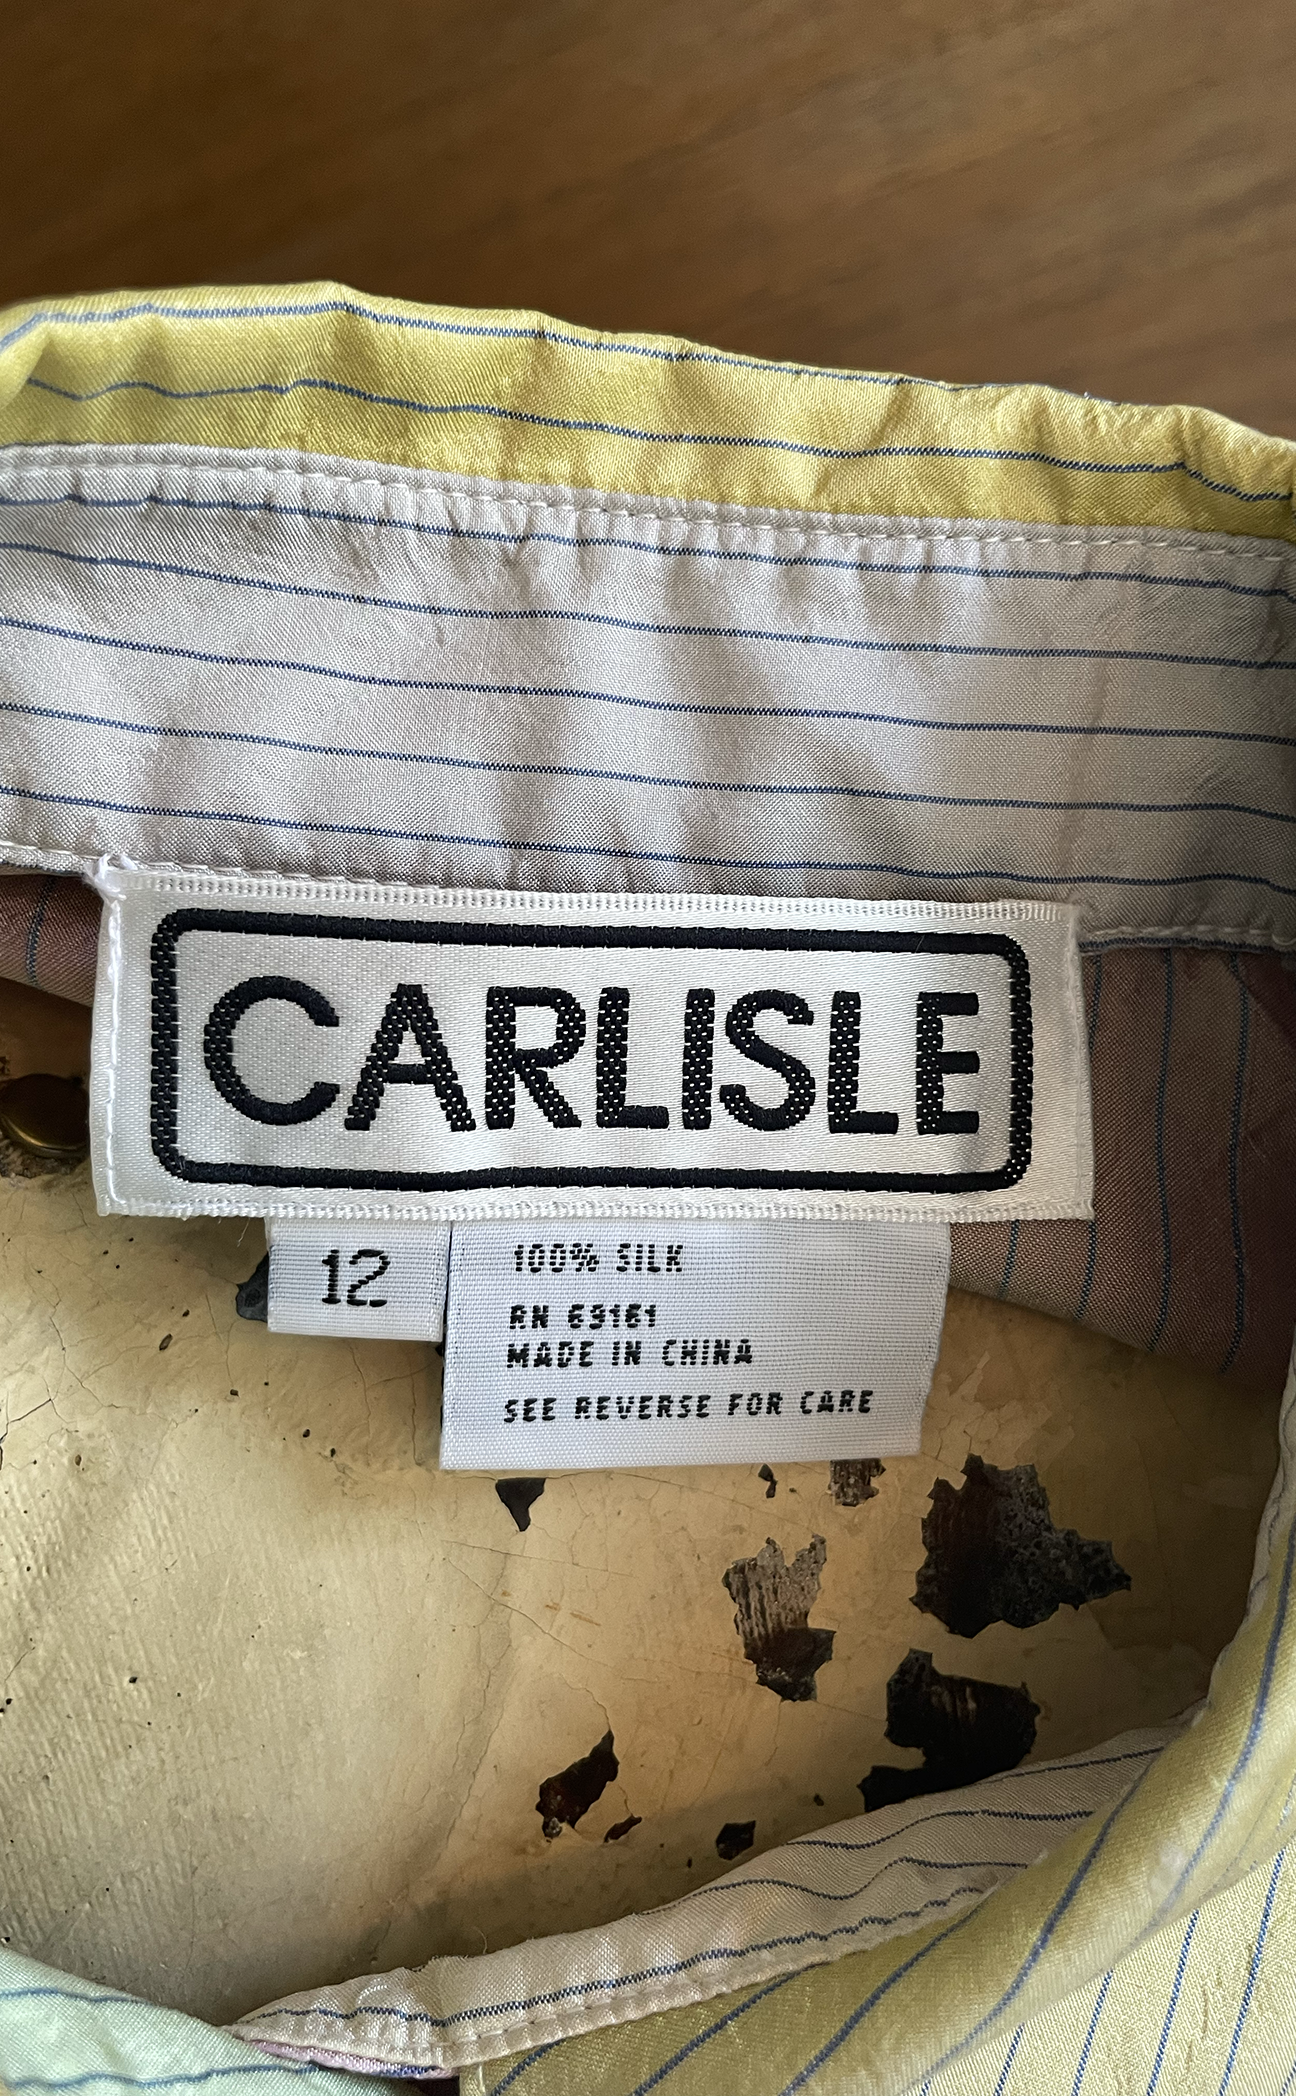 CARLISLE
12
100% SILK
RN 69161
MADE IN CHINA
SEE REVERSE FOR CARE